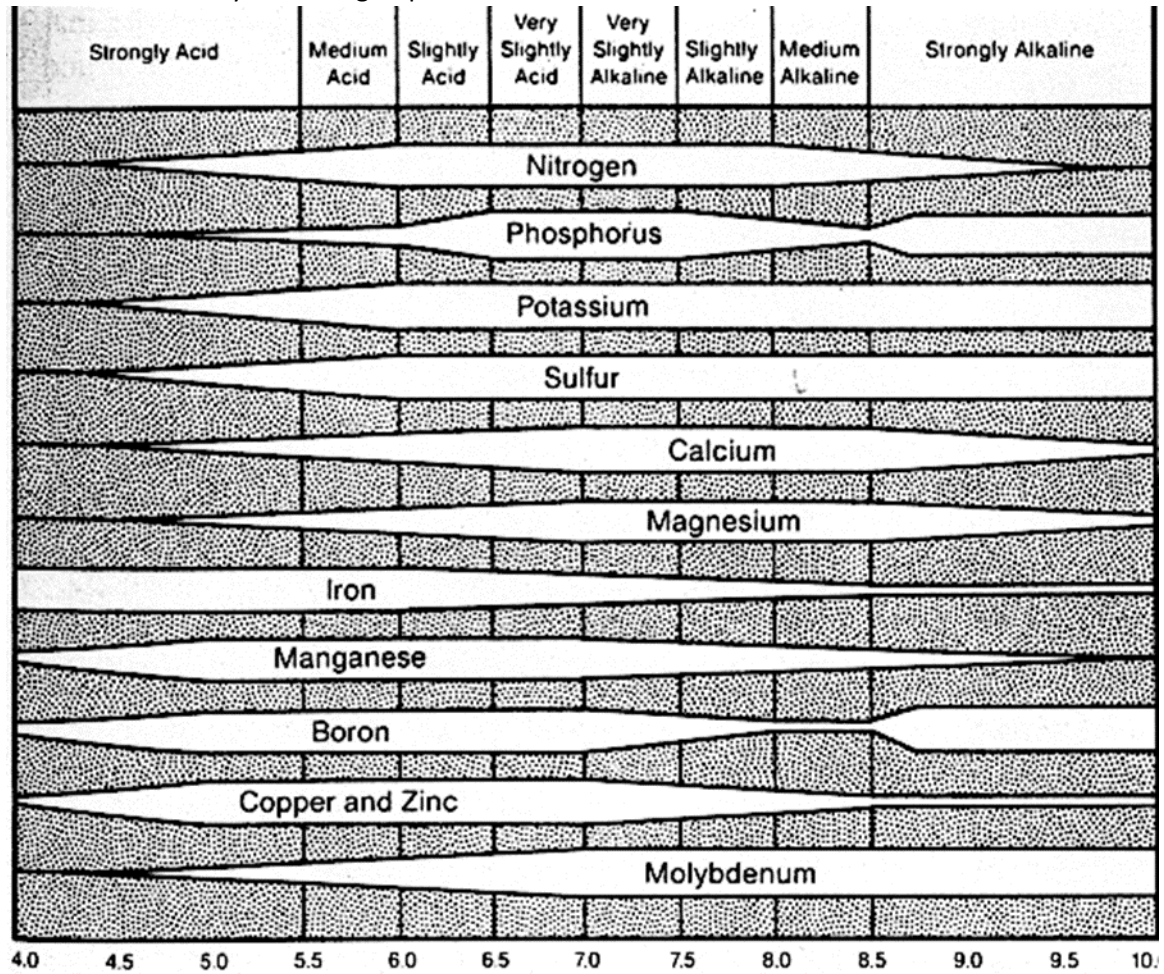 Strongly Acid
Medium
Acid
Slightly
Acid
Very
Slightly
Acid
Very
Slightly
Alkaline
Slightly
Alkaline
Medium
Alkaline
Strongly Alkaline
Nitrogen
Phosphorus
Potassium
Sulfur
Calcium
Magnesium
Iron
Manganese
Boron
Copper and Zinc
Molybdenum
4.0 4.5 5.0 5.5 6.0 6.5 7.0 7.5 8.0 8.5 9.0 9.5 10.